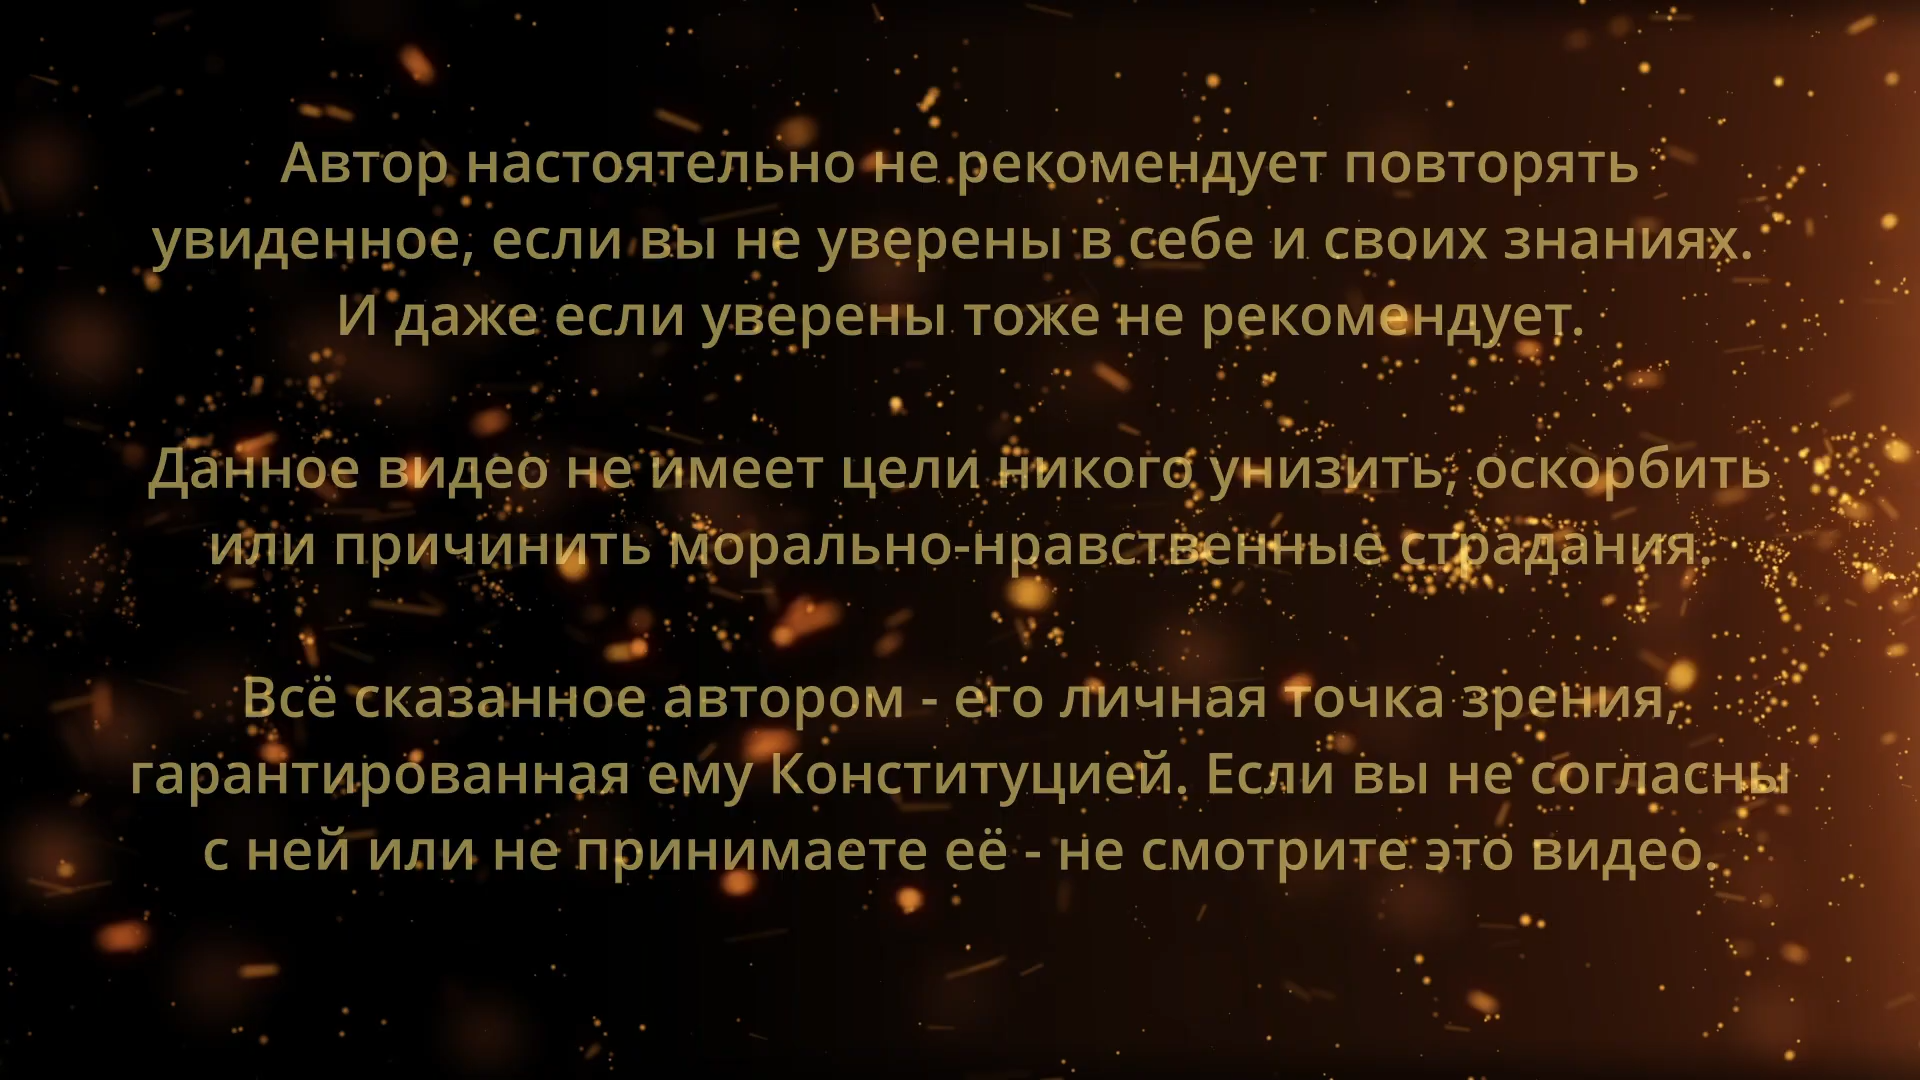 Автор настоятельно не рекомендует повторять
увиденное, если вы не уверены в себе и своих знаниях.
И даже если уверены тоже не рекомендует.
Данное видео не имеет цели никого унизить, оскорбить
или причинить морально-нравственные страдания.
Всё сказанное автором - его личная точка зрения,
гарантированная ему Конституцией. Если вы не согласны
с ней или не принимаете её - не смотрите это видео.